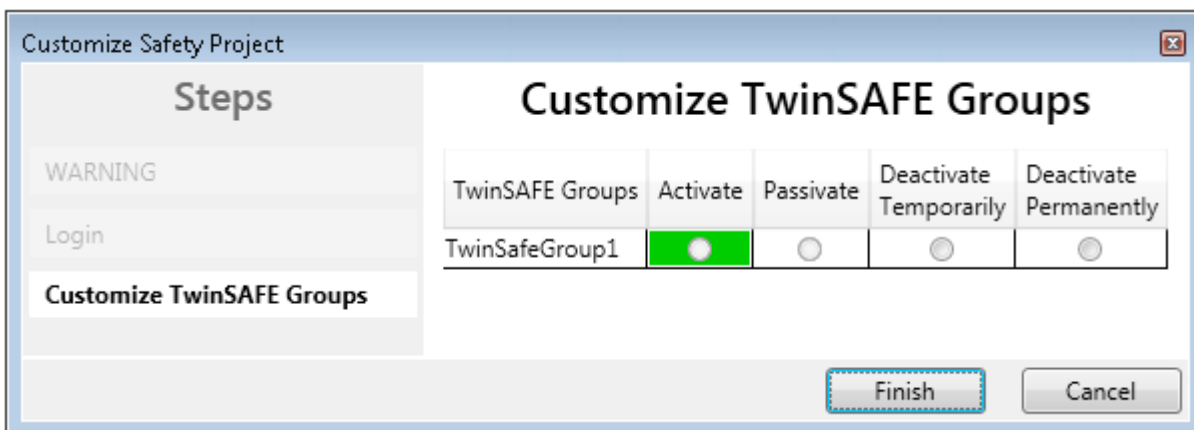 Customize Safety Project
Steps
WARNING
Login
Customize TwinSAFE Groups
Customize TwinSAFE Groups
TwinSAFE Groups Activate Passivate Deactivate Temporarily Deactivate Permanently
TwinSafeGroup1
Finish Cancel